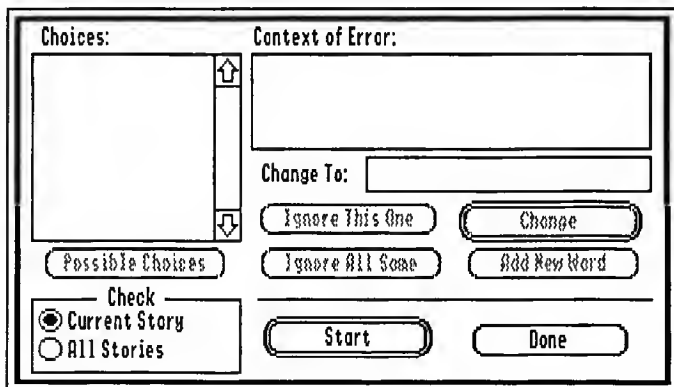 Choices:
Context of Error:
Change To:
Ignore This One
Change
Possible Choices
Ignore All Same
Add New Word
Check
Current Story
All Stories
Start
Done